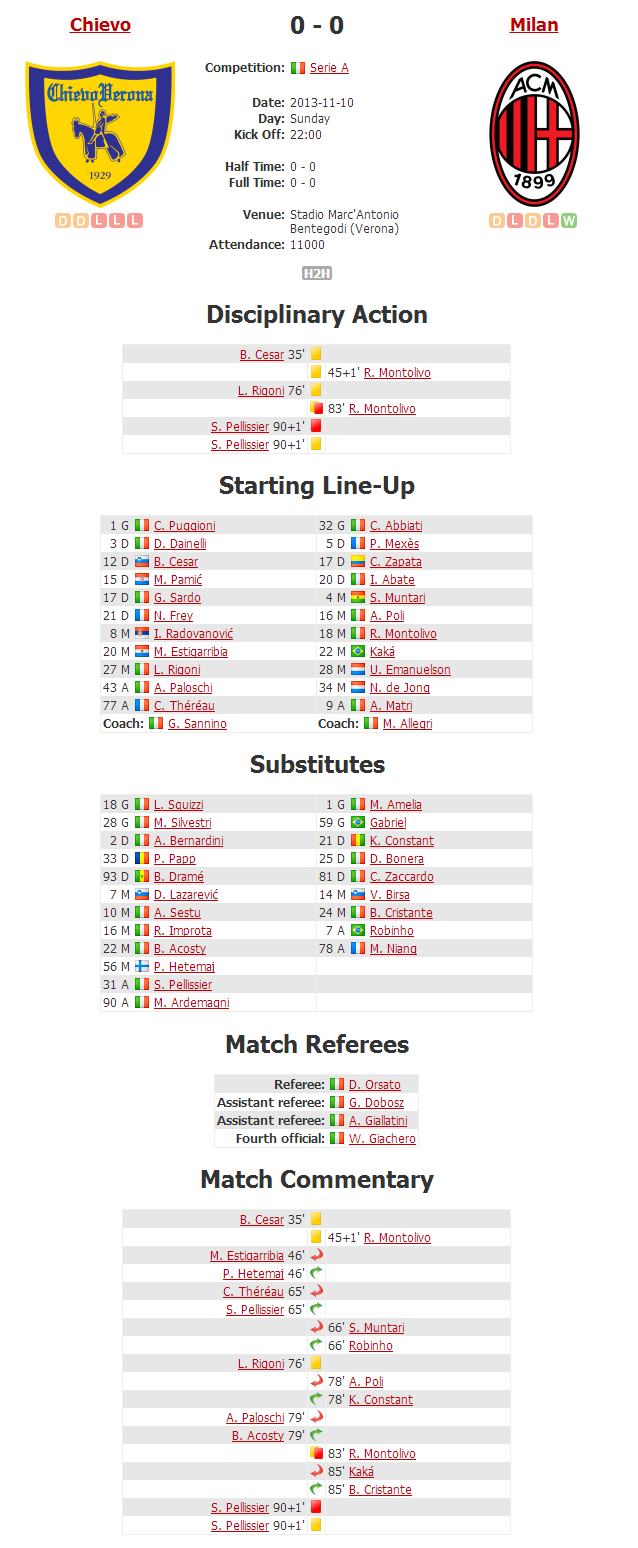 Chievo 0 - 0 Milan
Competition: Serie A
ChievoVerona
1929
ACM
1899
Date: 2013-11-10
Day: Sunday
Kick Off: 22:00
Half Time: 0 - 0
Full Time: 0 - 0
Venue: Stadio Marc'Antonio
Bentegodi (Verona)
D D L L L
D L D L W
Attendance: 11000
H2H
Disciplinary Action
B. Cesar 35'
45+1' R. Montolivo
L. Rigoni 76'
83' R. Montolivo
S. Pellissier 90+1'
S. Pellissier 90+1'
Starting Line-Up
1 G C. Puggioni 32 G C. Abbiati
3 D D. Dainelli 5 D P. Mexès
12 D B. Cesar 17 D C. Zapata
15 D M. Pamić 20 D I. Abate
17 D G. Sardo 4 M S. Muntari
21 D N. Frey 16 M A. Poli
8 M I. Radovanović 18 M R. Montolivo
20 M M. Estigarribia 22 M Kaká
27 M L. Rigoni 28 M U. Emanuelson
43 A A. Paloschi 34 M N. de Jong
77 A C. Théréau 9 A A. Matri
Coach: G. Sannino Coach: M. Allegri
Substitutes
18 G L. Squizzi 1 G M. Amelia
28 G M. Silvestri 59 G Gabriel
2 D A. Bernardini 21 D K. Constant
33 D P. Papp 25 D D. Bonera
93 D B. Dramé 81 D C. Zaccardo
7 M D. Lazarević 14 M V. Birsa
10 M A. Sestu 24 M B. Cristante
16 M R. Improta 7 A Robinho
22 M B. Acosty 78 A M. Niang
56 M P. Hetemaj
31 A S. Pellissier
90 A M. Ardemagni
Match Referees
Referee: D. Orsato
Assistant referee: G. Dobosz
Assistant referee: A. Giallatini
Fourth official: W. Giachero
Match Commentary
B. Cesar 35'
45+1' R. Montolivo
M. Estigarribia 46'
P. Hetemaj 46'
C. Théréau 65'
S. Pellissier 65'
66' S. Muntari
66' Robinho
L. Rigoni 76'
78' A. Poli
78' K. Constant
A. Paloschi 79'
B. Acosty 79'
83' R. Montolivo
85' Kaká
85' B. Cristante
S. Pellissier 90+1'
S. Pellissier 90+1'